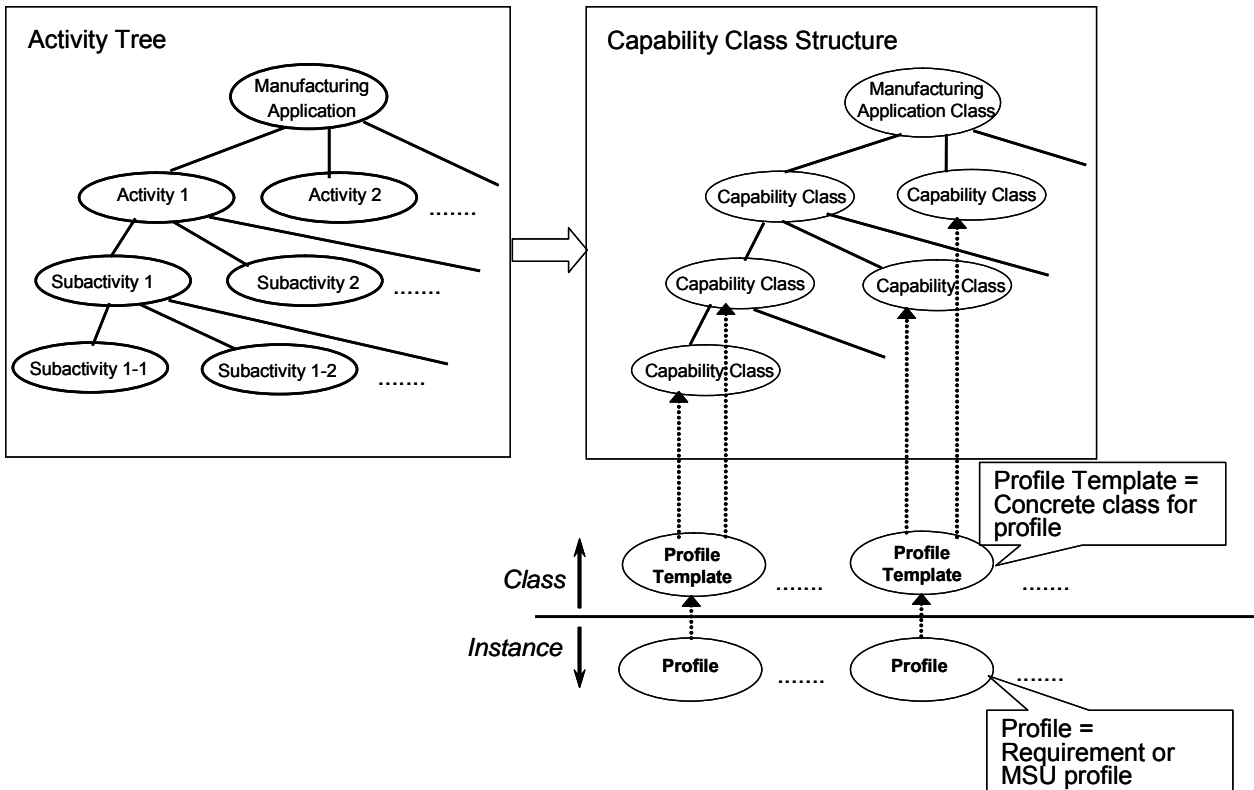 Activity Tree
Manufacturing
Application
Activity 1
Activity 2
.......
Subactivity 1
Subactivity 2
.......
Subactivity 1-1
Subactivity 1-2
.......
Capability Class Structure
Manufacturing
Application Class
Capability Class
Capability Class
Capability Class
Capability Class
Capability Class
Profile Template =
Concrete class for
profile
Class
Profile
Template
.......
Profile
Template
.......
Instance
Profile
.......
Profile
.......
Profile =
Requirement or
MSU profile